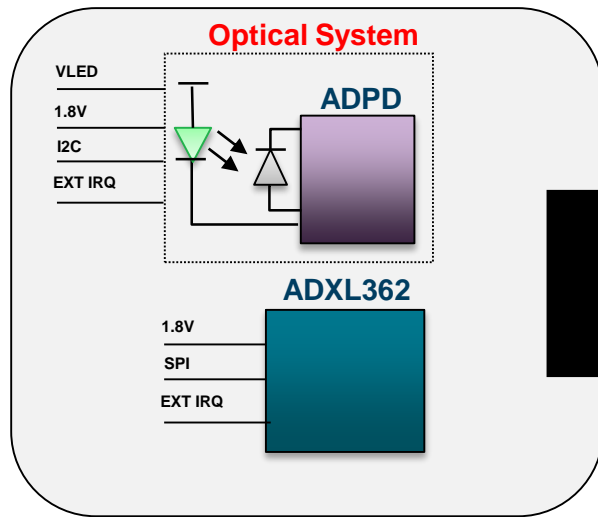 Optical System
VLED
ADPD
1.8V
I2C
EXT IRQ
ADXL362
1.8V
SPI
EXT IRQ